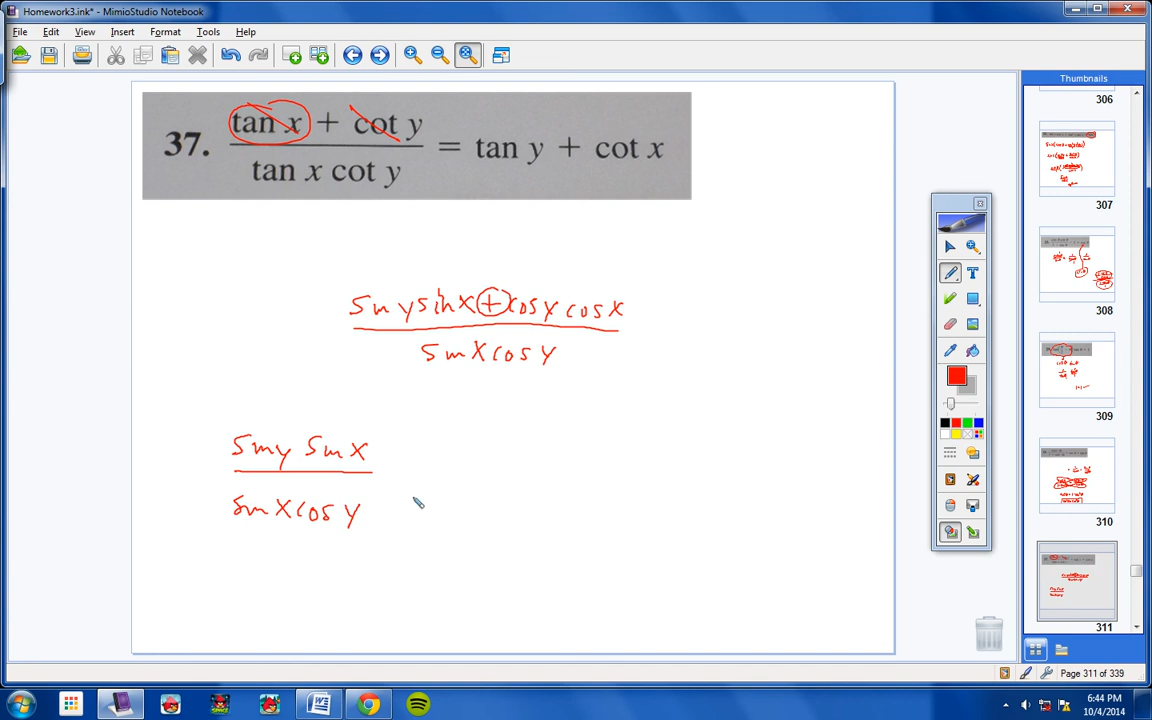 Homework3.ink* - MimioStudio Notebook
File Edit View Insert Format Tools Help
Thumbnails
37. tan x + cot y
tan x cot y
= tan y + cot x
sin y sin x + cos y cos x
sin x cos y
sin y sin x
sin x cos y
306
307
308
309
310
311
Page 311 of 339
6:44 PM
10/4/2014